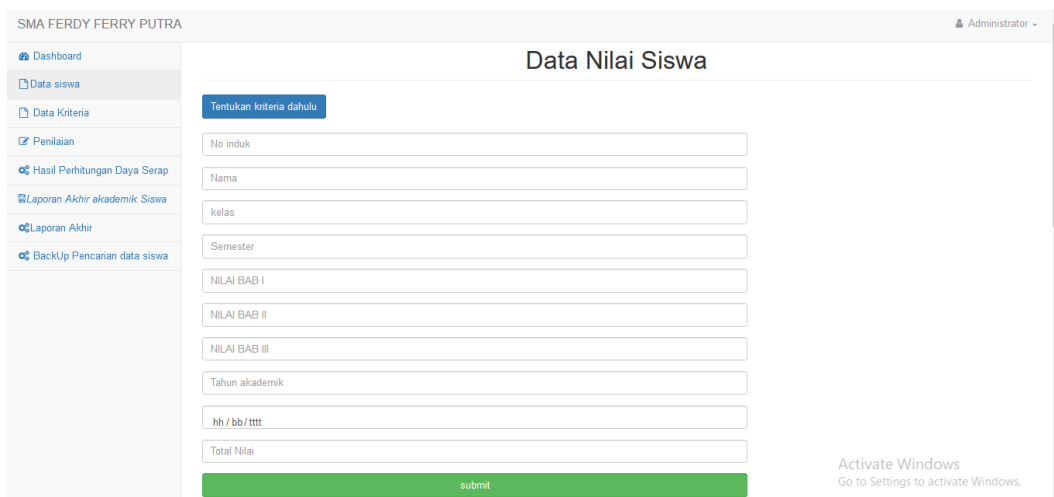 SMA FERDY FERRY PUTRA
Administrator
Dashboard
Data siswa
Data Kriteria
Penilaian
Hasil Perhitungan Daya Serap
Laporan Akhir akademik Siswa
Laporan Akhir
BackUp Pencarian data siswa
Data Nilai Siswa
Tentukan kriteria dahulu
No induk
Nama
kelas
Semester
NILAI BAB I
NILAI BAB II
NILAI BAB III
Tahun akademik
hh / bb / tttt
Total Nilai
submit
Activate Windows
Go to Settings to activate Windows.